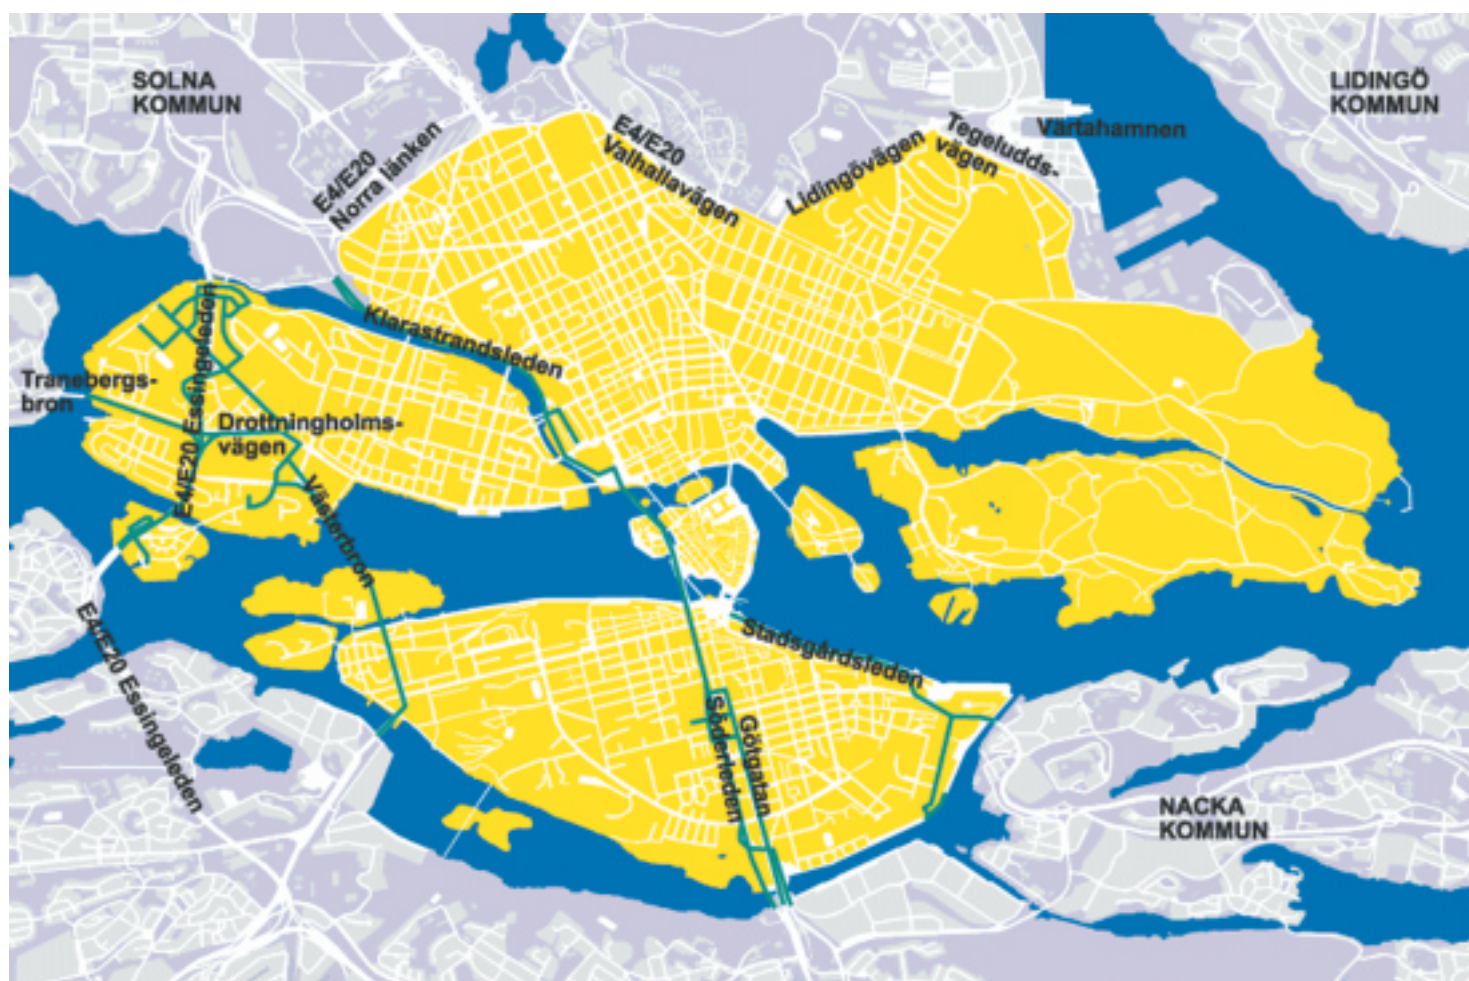 SOLNA
KOMMUN
LIDINGÖ
KOMMUN
E4/E20
Norra länken
E4/E20
Valhallavägen
Lidingövägen
Tegeludds-
vägen
Värtahamnen
Klarastrandsleden
E4/E20 Essingeleden
Tranebergs-
bron
Drottningholms-
vägen
Västerbron
E4/E20 Essingeleden
Stadsgårdsleden
Söderleden
Götgatan
NACKA
KOMMUN